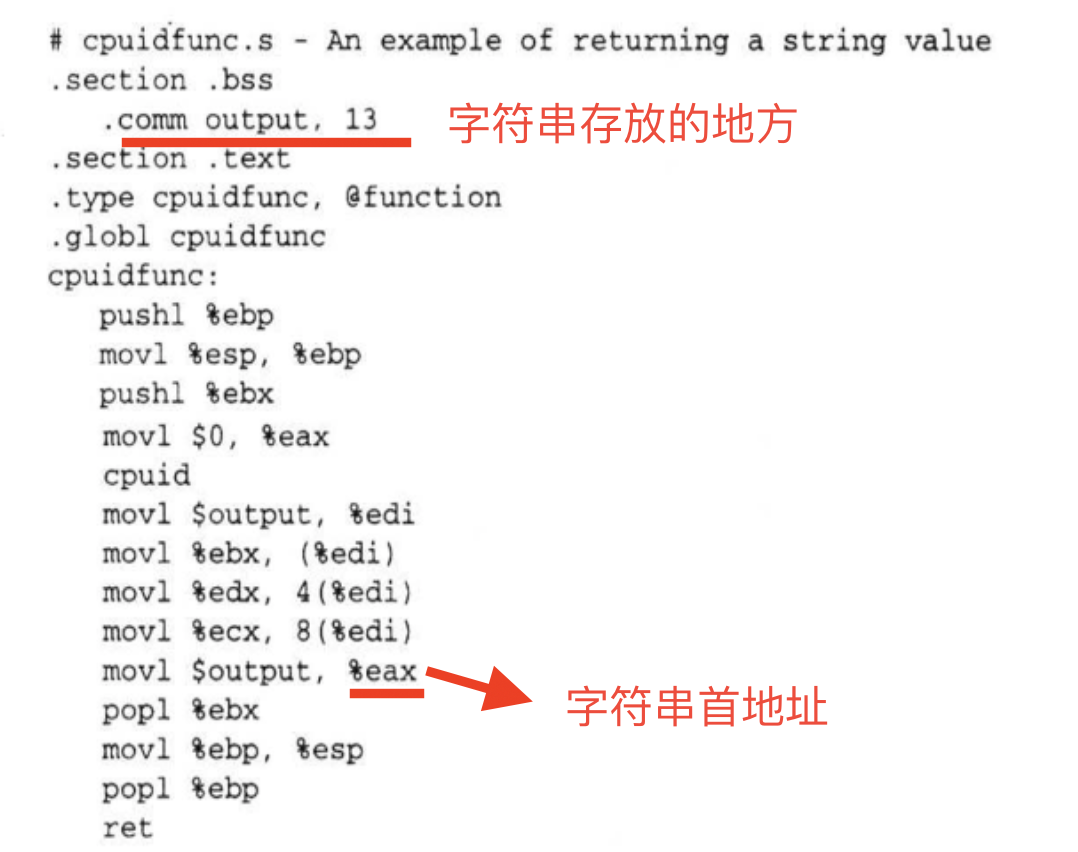 # cpuidfunc.s - An example of returning a string value
.section .bss
.comm output, 13 字符串存放的地方
.section .text
.type cpuidfunc, @function
.globl cpuidfunc
cpuidfunc:
pushl %ebp
movl %esp, %ebp
pushl %ebx
movl $0, %eax
cpuid
movl $output, %edi
movl %ebx, (%edi)
movl %edx, 4(%edi)
movl %ecx, 8(%edi)
movl $output, %eax
字符串首地址
popl %ebx
movl %ebp, %esp
popl %ebp
ret